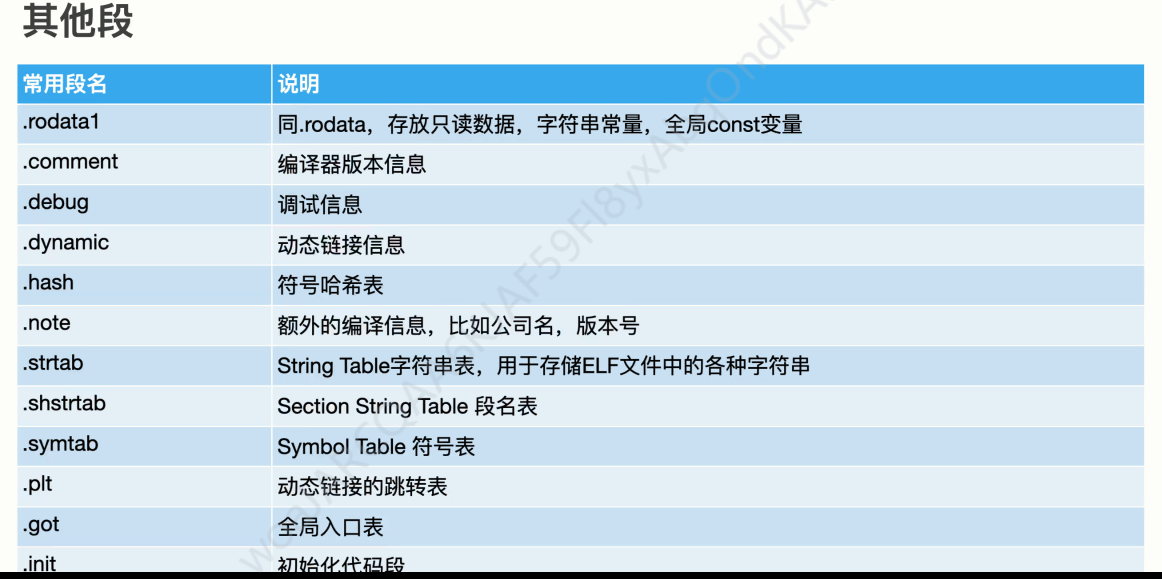 其他段
常用段名 说明
.rodata1 同.rodata，存放只读数据，字符串常量，全局const变量
.comment 编译器版本信息
.debug 调试信息
.dynamic 动态链接信息
.hash 符号哈希表
.note 额外的编译信息，比如公司名，版本号
.strtab String Table字符串表，用于存储ELF文件中的各种字符串
.shstrtab Section String Table 段名表
.symtab Symbol Table 符号表
.plt 动态链接的跳转表
.got 全局入口表
.init 初始化代码段